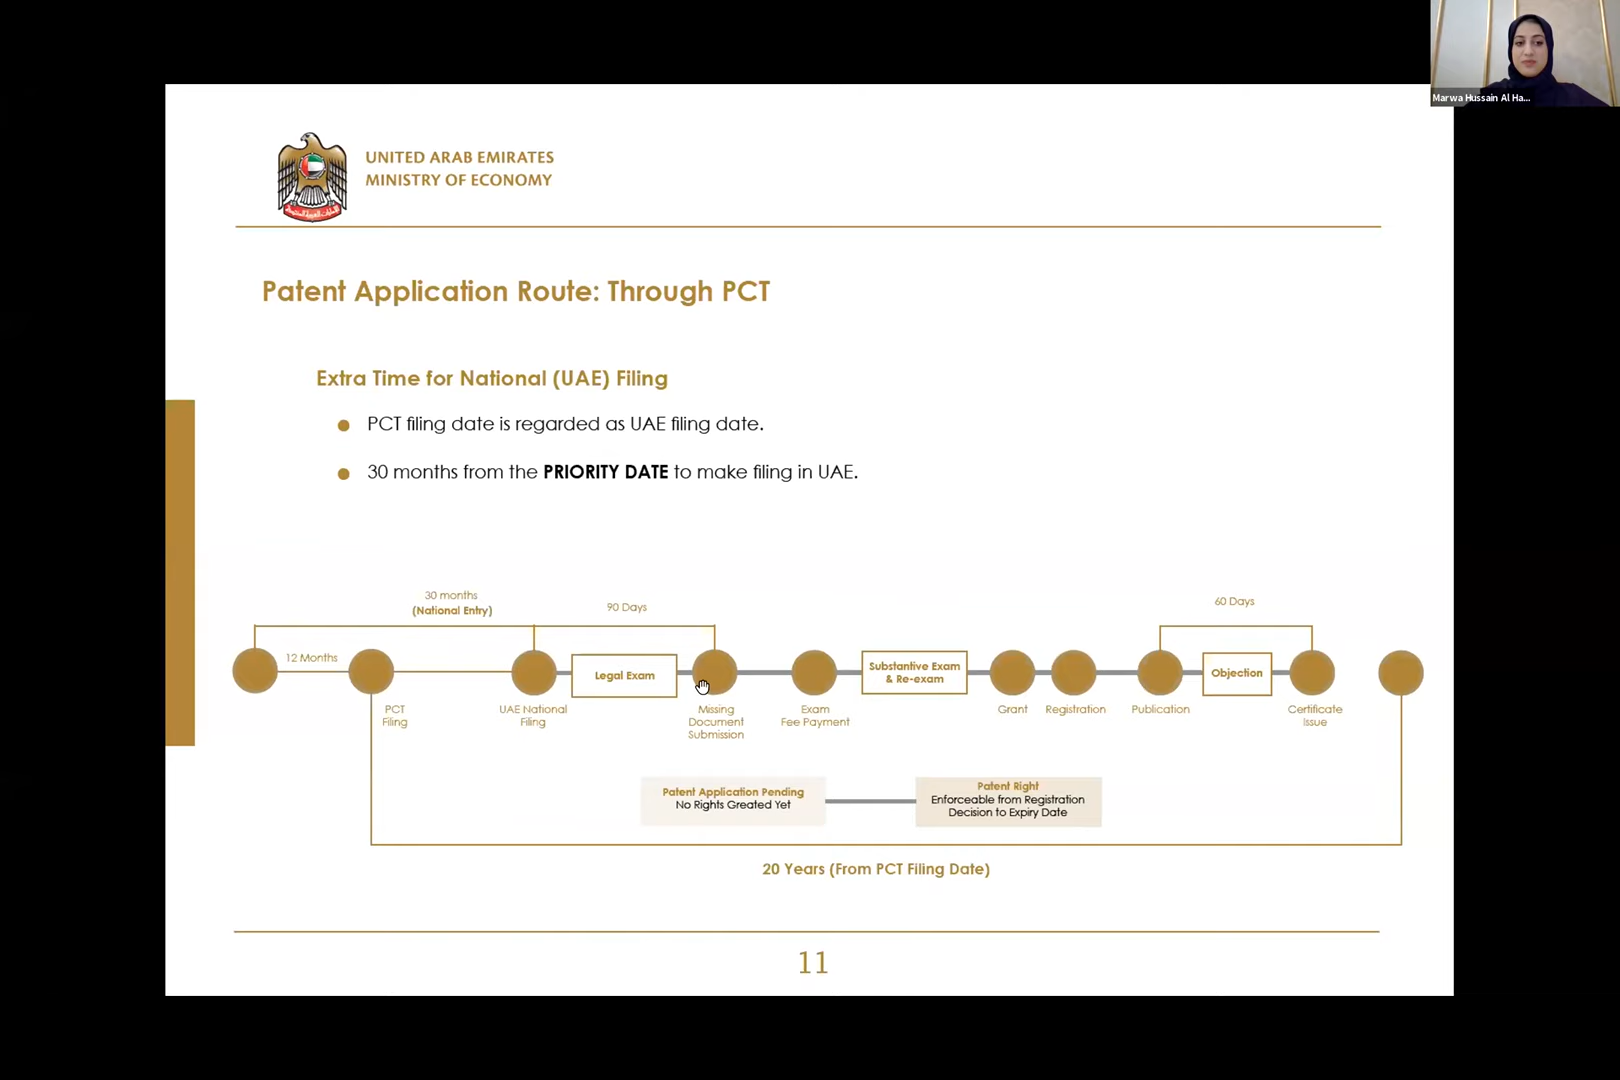 Marwa Hussain Al Ha...
UNITED ARAB EMIRATES
MINISTRY OF ECONOMY
Patent Application Route: Through PCT
Extra Time for National (UAE) Filing
PCT filing date is regarded as UAE filing date.
30 months from the PRIORITY DATE to make filing in UAE.
30 months
(National Entry)
90 Days
60 Days
12 Months
Legal Exam
Substantive Exam
& Re-exam
Objection
PCT
Filing
UAE National
Filing
Missing
Document
Submission
Exam
Fee Payment
Grant
Registration
Publication
Certificate
Issue
Patent Application Pending
No Rights Greated Yet
Patent Right
Enforceable from Registration
Decision to Expiry Date
20 Years (From PCT Filing Date)
11